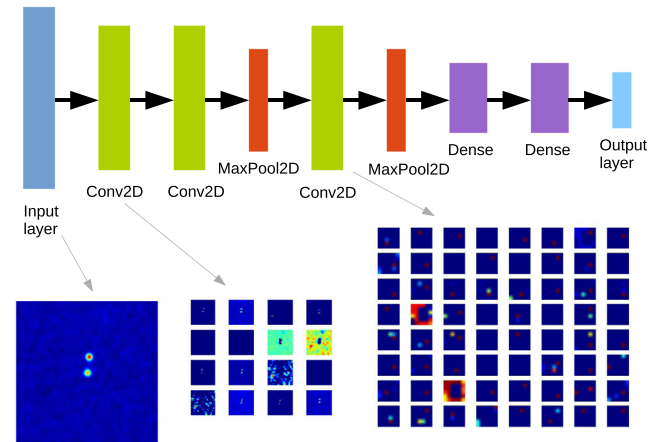 Input
layer
Conv2D
Conv2D
MaxPool2D
Conv2D
MaxPool2D
Dense
Dense
Output
layer